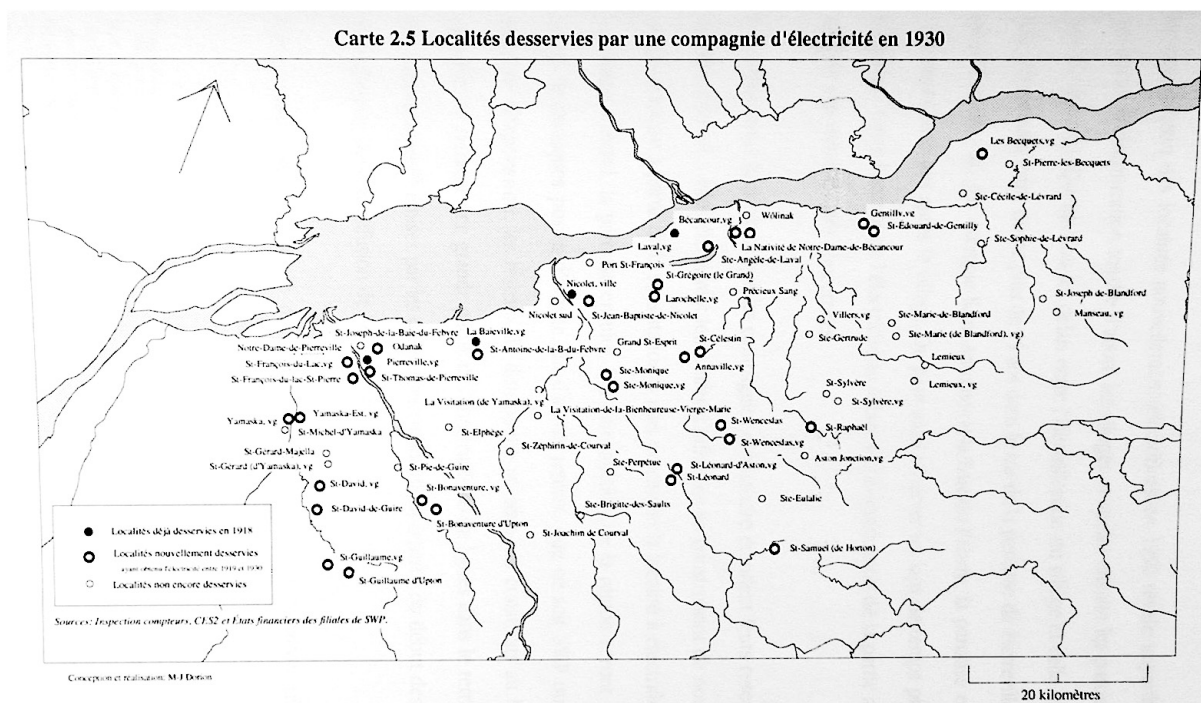 Carte 2.5 Localités desservies par une compagnie d'électricité en 1930
Les Becquets,vg
St-Pierre-les-Becquets
Ste-Cécile-de-Lévrard
Wôlinak
Bécancour,vg
Gentilly,vg
St-Edouard-de-Gentilly
Laval,vg
La Nativité de Notre-Dame-de-Bécancour
Ste-Sophie-de-Lévrard
Ste-Angèle-de-Laval
Port St-François
St-Grégoire (le Grand)
Nicolet, ville
Larochelle,vg
Précieux Sang
St-Joseph de-Blandford
Nicolet sud
St-Jean-Baptiste-de-Nicolet
Villers,vg
Ste-Marie-de-Blandford
Manseau, vg
St-Joseph-de-la-Baie-du-Febvre
La Baieville,vg
Ste-Gertrude
Ste-Marie (de Blandford), vg)
Notre-Dame-de-Pierreville
Odanak
St-Antoine-de-la-B-du-Febvre
Grand St-Esprit
St-Célestin
St-François-du-Lac, vg
Pierreville,vg
Annaville, vg
Lemieux
St-François-du-lac-St-Pierre
St-Thomas-de-Pierreville
Ste-Monique
Ste-Monique,vg
Lemieux, vg
La Visitation (de Yamaska), vg
St-Sylvère
St-Sylvère,vg
Yamaska, vg
Yamaska-Est, vg
La Visitation-de-la-Bienheureuse-Vierge-Marie
St-Michel-d'Yamaska
St-Elphège
St-Wenceslas
St-Raphaël
St-Zéphirin-de-Courval
St-Wenceslas,vg
St-Gérard-Majella
Aston Jonction,vg
St-Gérard (d'Yamaska), vg
St-Pie-de-Guire
Ste-Perpétue
St-Léonard-d'Aston, vg
St-Léonard
St-David, vg
St-Bonaventure, vg
Ste-Eulalie
St-David-de-Guire
Ste-Brigitte-des-Saults
St-Bonaventure d'Upton
St-Joachim de Courval
St-Samuel (de Horton)
St-Guillaume,vg
St-Guillaume d'Upton
Localités déjà desservies en 1918
Localités nouvellement desservies
ayant obtenu l'électricité entre 1919 et 1930
Localités non encore desservies
Sources: Inspection compteurs, CES2 et États financiers des filiales de SWP.
Conception et réalisation: M-J Dorion
20 kilomètres